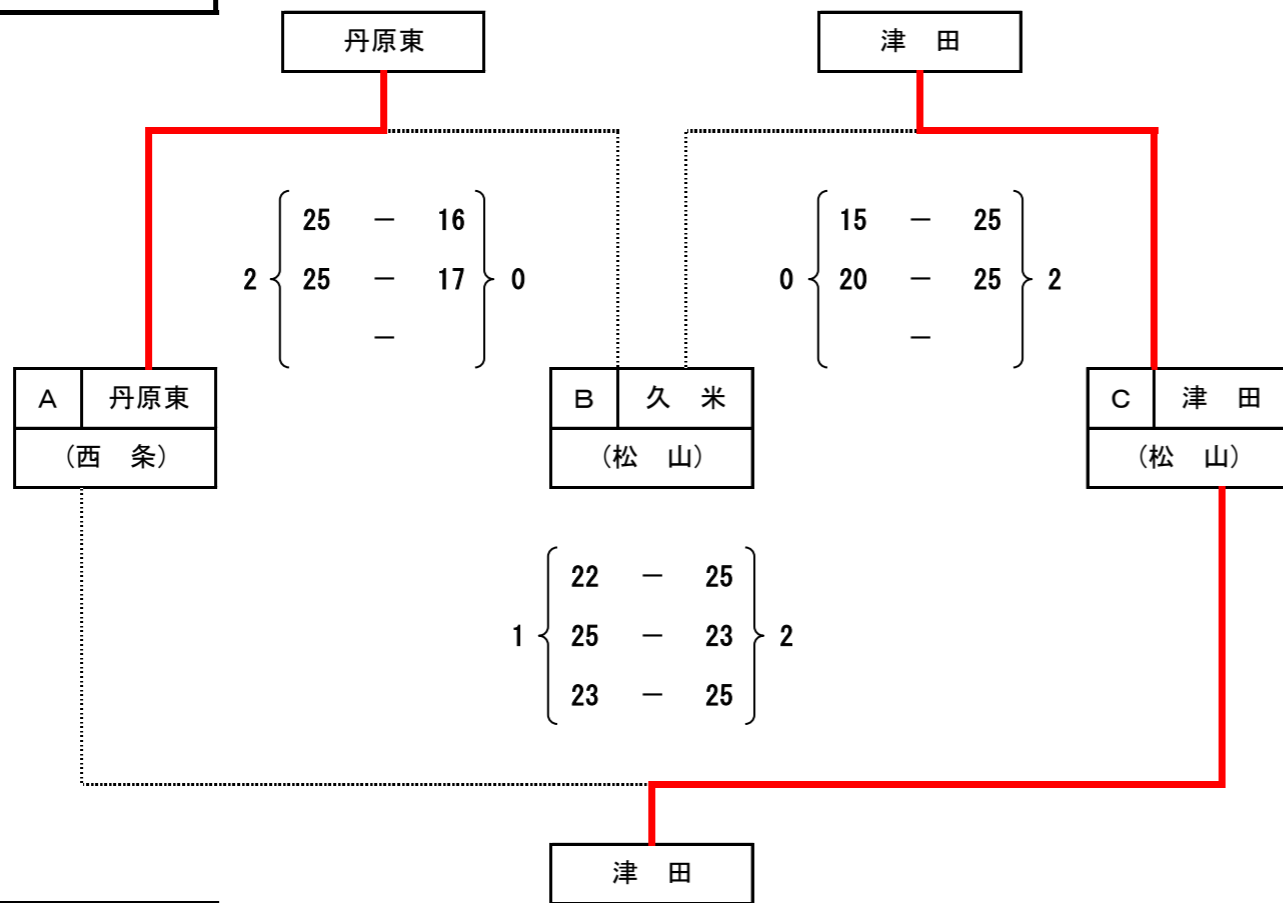 丹原東 津　田
25 － 16 15 － 25
2 25 － 17 0 0 20 － 25 2
－ －
A 丹原東 B 久　米 C 津　田
（西　条） （松　山） （松　山）
22 － 25
1 25 － 23 2
23 － 25
津　田